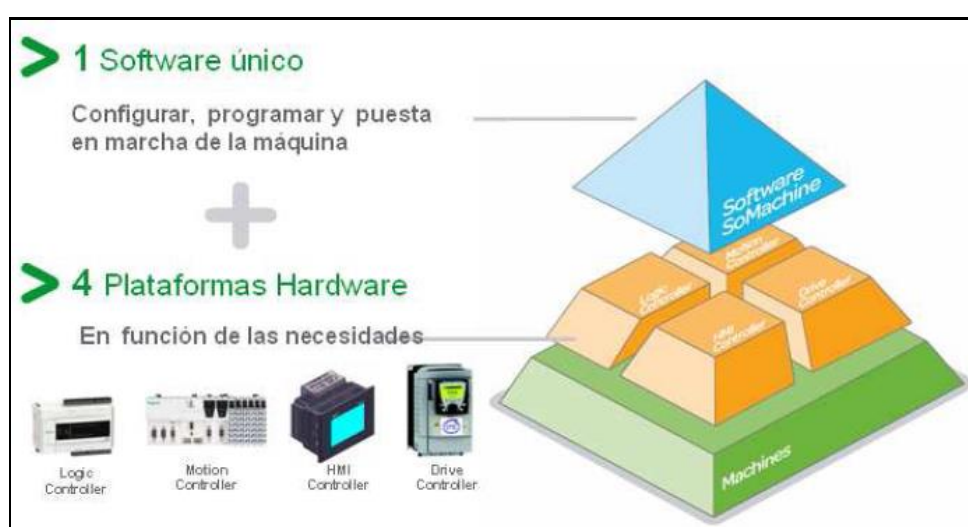 1 Software único
Configurar, programar y puesta
en marcha de la máquina
4 Plataformas Hardware
En función de las necesidades
Logic
Controller
Motion
Controller
HMI
Controller
Drive
Controller
Software
SoMachine
Motion
Controller
Logic
Controller
Drive
Controller
HMI
Controller
Machines